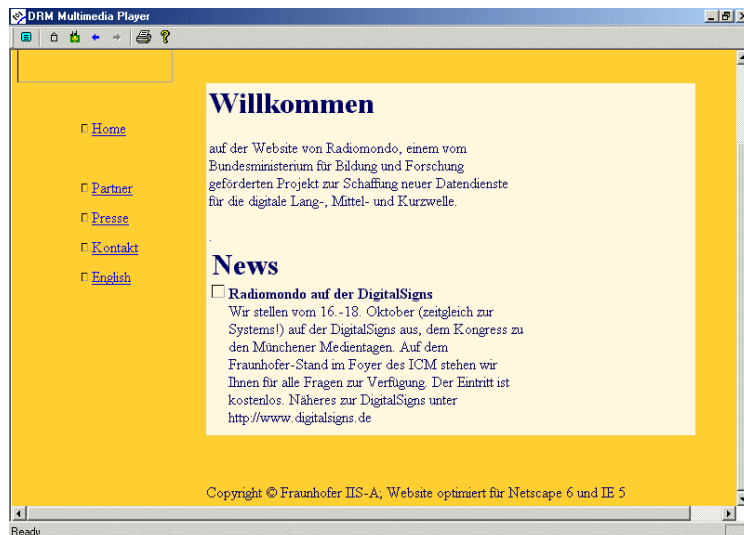 DRM Multimedia Player
Home
Partner
Presse
Kontakt
English
Willkommen
auf der Website von Radiomondo, einem vom
Bundesministerium für Bildung und Forschung
geförderten Projekt zur Schaffung neuer Datendienste
für die digitale Lang-, Mittel- und Kurzwelle.
.
News
Radiomondo auf der DigitalSigns
Wir stellen vom 16.-18. Oktober (zeitgleich zur
Systems!) auf der DigitalSigns aus, dem Kongress zu
den Münchener Medientagen. Auf dem
Fraunhofer-Stand im Foyer des ICM stehen wir
Ihnen für alle Fragen zur Verfügung. Der Eintritt ist
kostenlos. Näheres zur DigitalSigns unter
http://www.digitalsigns.de
Copyright © Fraunhofer IIS-A; Website optimiert für Netscape 6 und IE 5
Ready